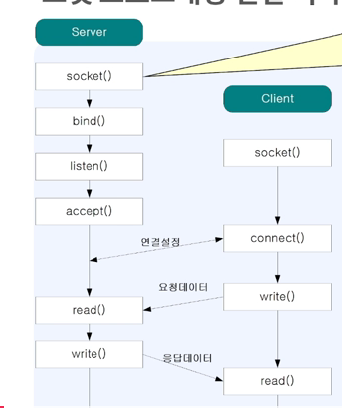 Server
socket()
bind()
listen()
accept()
read()
write()
Client
socket()
connect()
write()
read()
연결설정
요청데이터
응답데이터